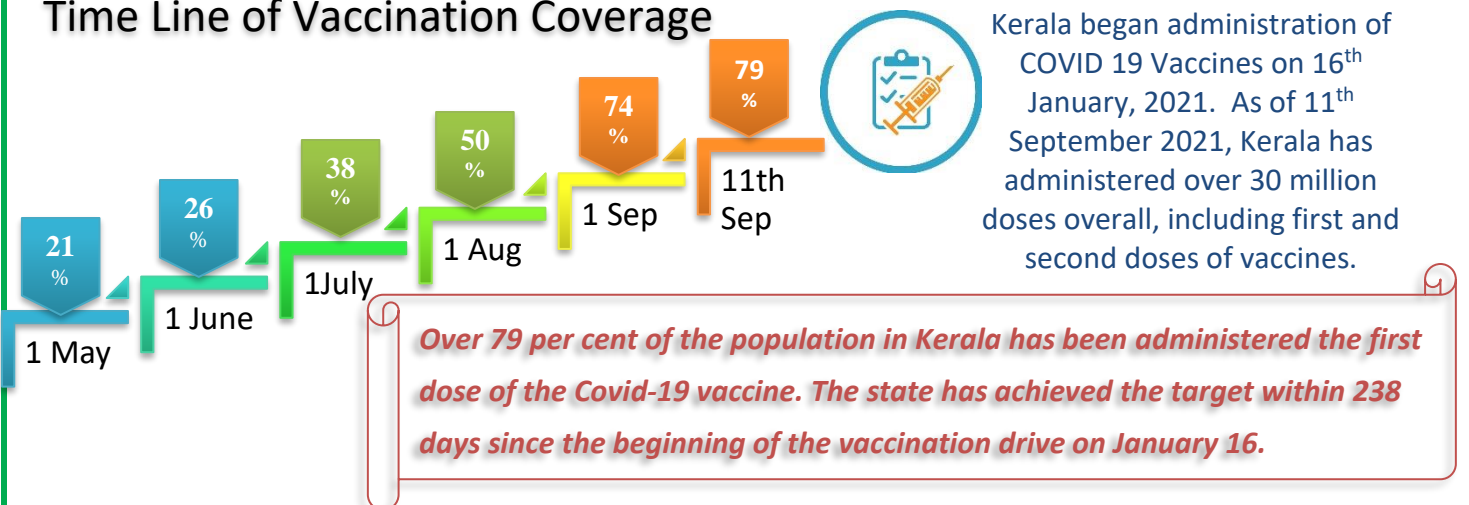 Time Line of Vaccination Coverage
21
%
1 May
26
%
1 June
38
%
1July
50
%
1 Aug
74
%
1 Sep
79
%
11th
Sep
Kerala began administration of
COVID 19 Vaccines on 16th
January, 2021. As of 11th
September 2021, Kerala has
administered over 30 million
doses overall, including first and
second doses of vaccines.
Over 79 per cent of the population in Kerala has been administered the first
dose of the Covid-19 vaccine. The state has achieved the target within 238
days since the beginning of the vaccination drive on January 16.